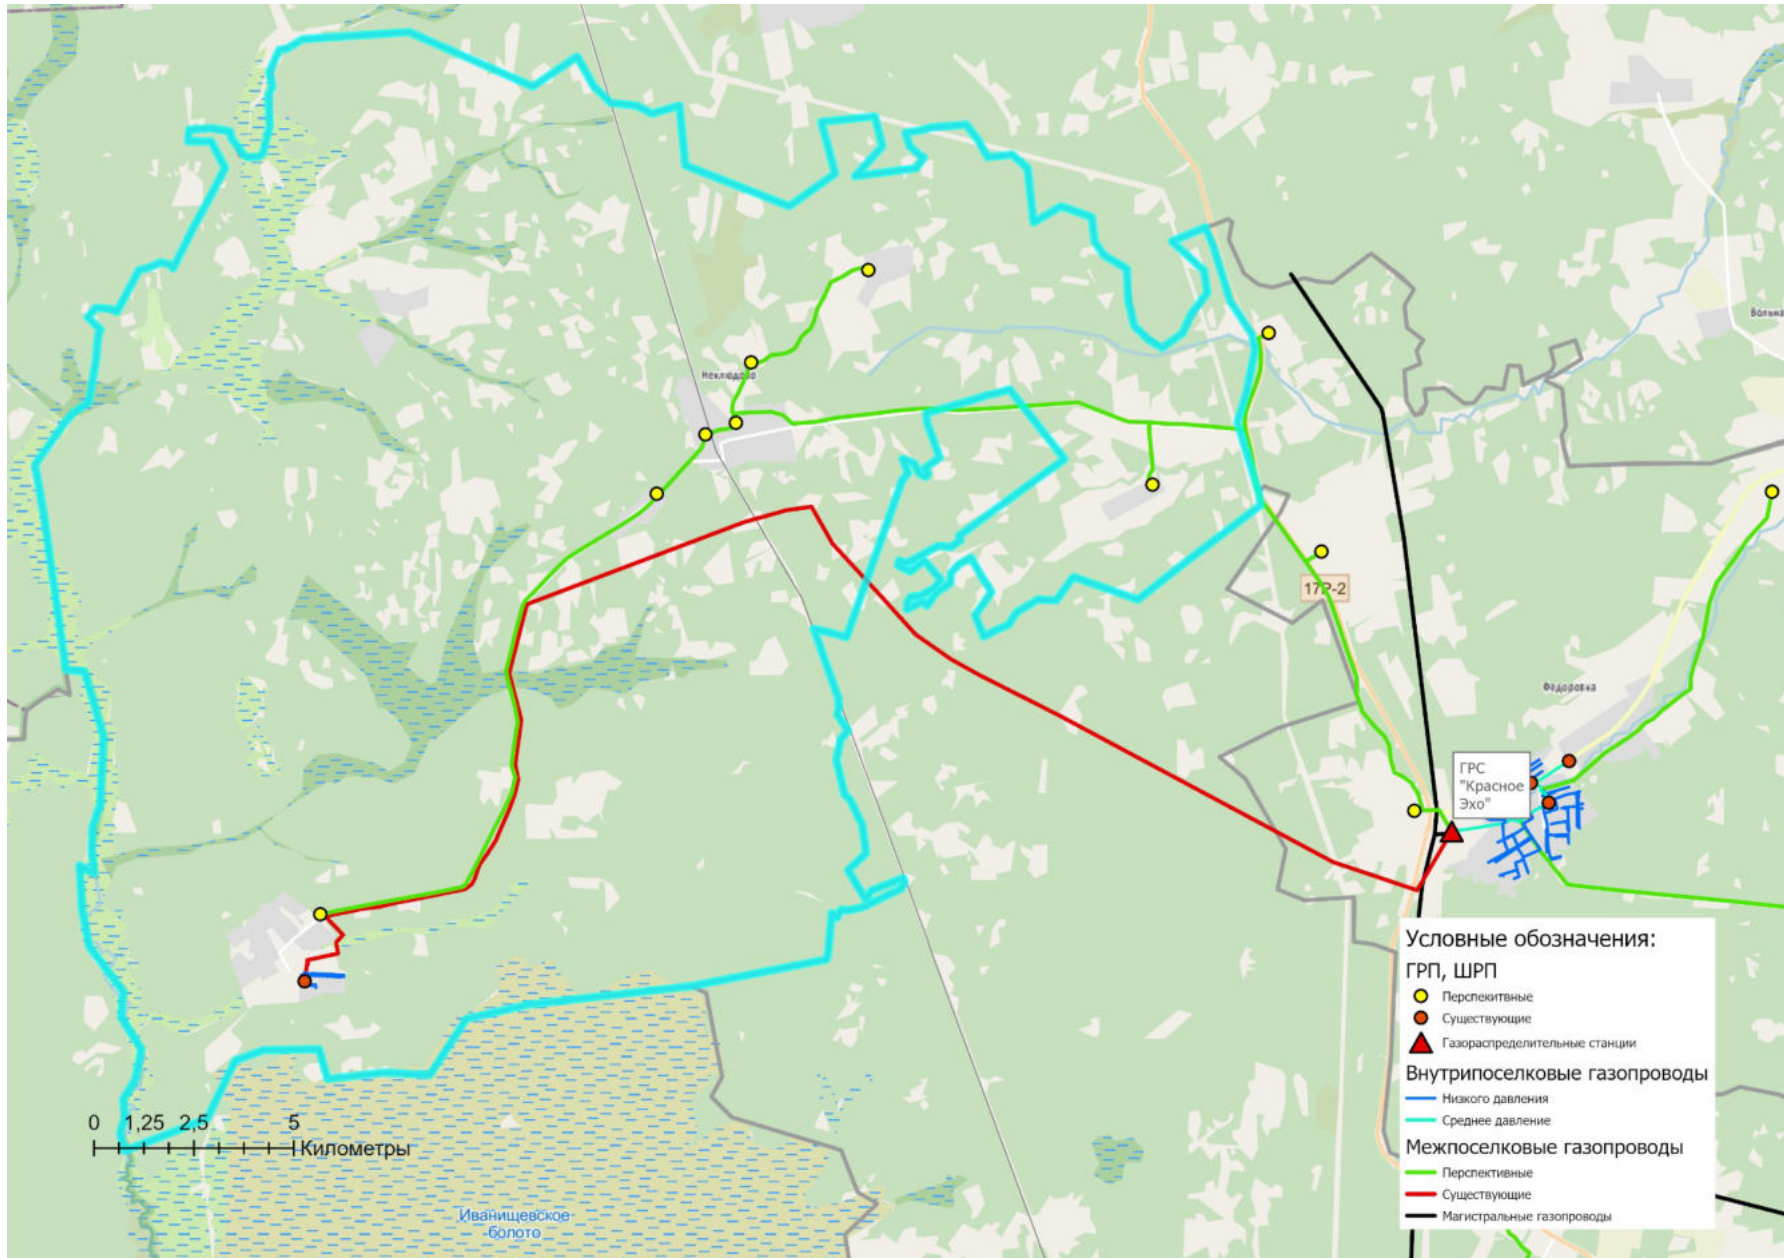 Неклюдово
Вольна
17Р-2
Федоровка
ГРС
"Красное
Эхо"
Условные обозначения:
ГРП, ШРП
Перспекитвные
Существующие
Газораспределительные станции
Внутрипоселковые газопроводы
Низкого давления
Среднее давление
Межпоселковые газопроводы
Перспективные
Существующие
Магистральные газопроводы
0 1,25 2,5 5
Километры
Иванищевское
болото